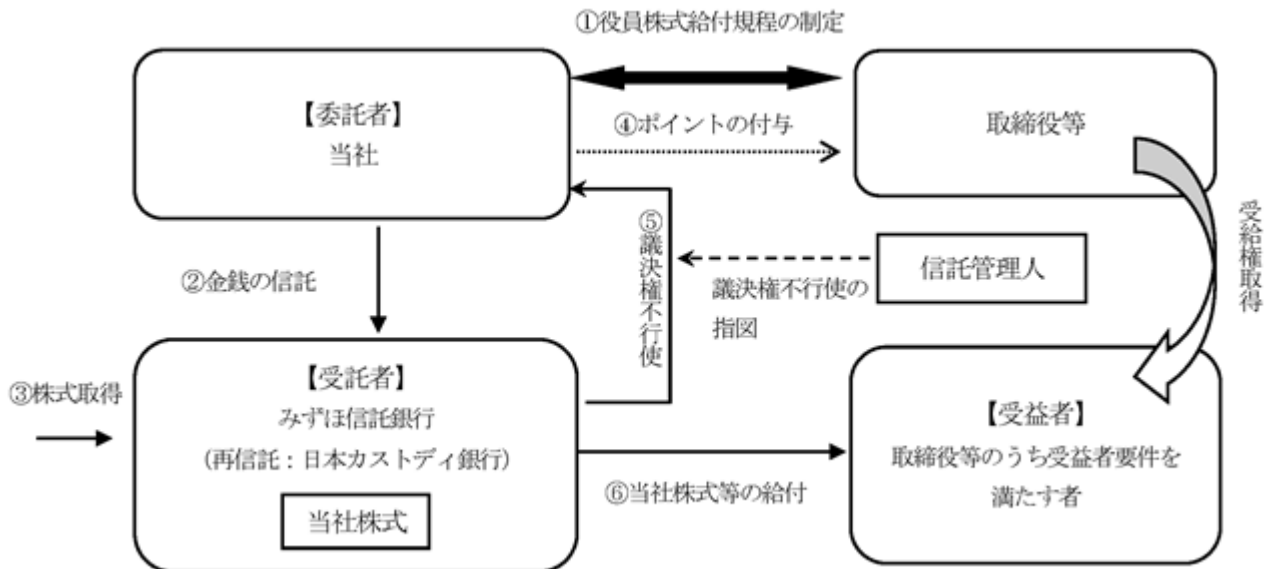 ①役員株式給付規程の制定
【委託者】
当社
④ポイントの付与
取締役等
②金銭の信託
⑤議決権不行使
議決権不行使の
指図
信託管理人
受給権取得
③株式取得
【受託者】
みずほ信託銀行
(再信託：日本カストディ銀行)
当社株式
⑥当社株式等の給付
【受益者】
取締役等のうち受益者要件を
満たす者